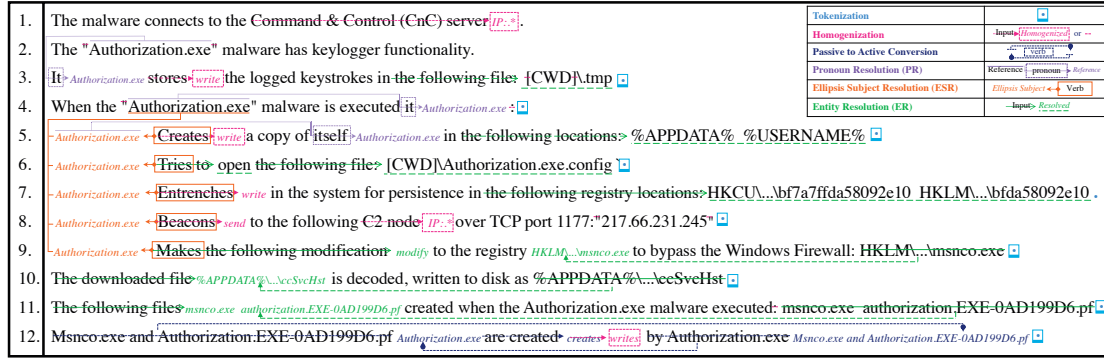 1. The malware connects to the Command & Control (CnC) server IP:.* .
2. The "Authorization.exe" malware has keylogger functionality.
3. It Authorization.exe stores write the logged keystrokes in the following file: [CWD]\.tmp
4. When the "Authorization.exe" malware is executed it Authorization.exe :
5. Authorization.exe Creates write a copy of itself Authorization.exe in the following locations: %APPDATA% %USERNAME%
6. Authorization.exe Tries to open the following file: [CWD]\Authorization.exe.config `
7. Authorization.exe Entrenches write in the system for persistence in the following registry locations: HKCU\...\bf7a7ffda58092e10 HKLM\...\bfda58092e10 .
8. Authorization.exe Beacons send to the following C2 node IP:.* over TCP port 1177:"217.66.231.245"
9. Authorization.exe Makes the following modification modify to the registry HKLM\...\msnco.exe to bypass the Windows Firewall: HKLM\...\msnco.exe
10. The downloaded file %APPDATA%\...\ccSvcHst is decoded, written to disk as %APPDATA%\...\ccSvcHst
11. The following files msnco.exe authorization.EXE-0AD199D6.pf created when the Authorization.exe malware executed: msnco.exe authorization.EXE-0AD199D6.pf
12. Msnco.exe and Authorization.EXE-0AD199D6.pf Authorization.exe are created creates writes by Authorization.exe Msnco.exe and Authorization.EXE-0AD199D6.pf
Tokenization
Homogenization Input Homogenized or --
Passive to Active Conversion verb
Pronoun Resolution (PR) Reference pronoun Reference
Ellipsis Subject Resolution (ESR) Ellipsis Subject Verb
Entity Resolution (ER) Input Resolved